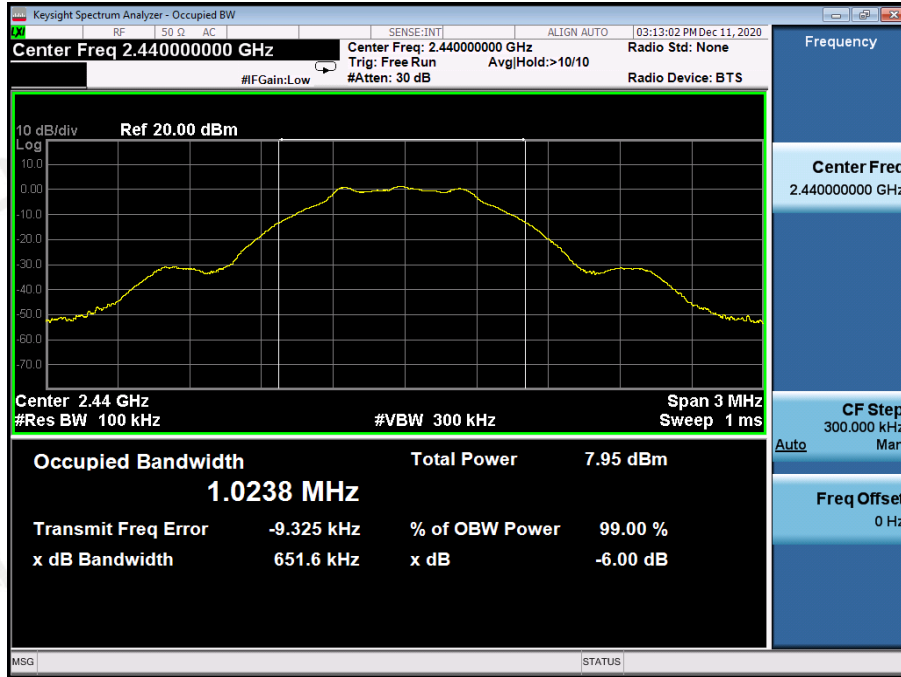 Keysight Spectrum Analyzer - Occupied BW
LXI RF 50 Ω AC SENSE:INT ALIGN AUTO 03:13:02 PM Dec 11, 2020
Center Freq 2.440000000 GHz
Center Freq: 2.440000000 GHz
Radio Std: None
Trig: Free Run Avg|Hold:>10/10
#IFGain:Low #Atten: 30 dB
Radio Device: BTS
10 dB/div Ref 20.00 dBm
Log
10.0
0.00
-10.0
-20.0
-30.0
-40.0
-50.0
-60.0
-70.0
Center 2.44 GHz Span 3 MHz
#Res BW 100 kHz #VBW 300 kHz Sweep 1 ms
Occupied Bandwidth Total Power 7.95 dBm
1.0238 MHz
Transmit Freq Error -9.325 kHz % of OBW Power 99.00 %
x dB Bandwidth 651.6 kHz x dB -6.00 dB
MSG STATUS
Frequency
Center Freq
2.440000000 GHz
CF Step
300.000 kHz
Auto Man
Freq Offset
0 Hz